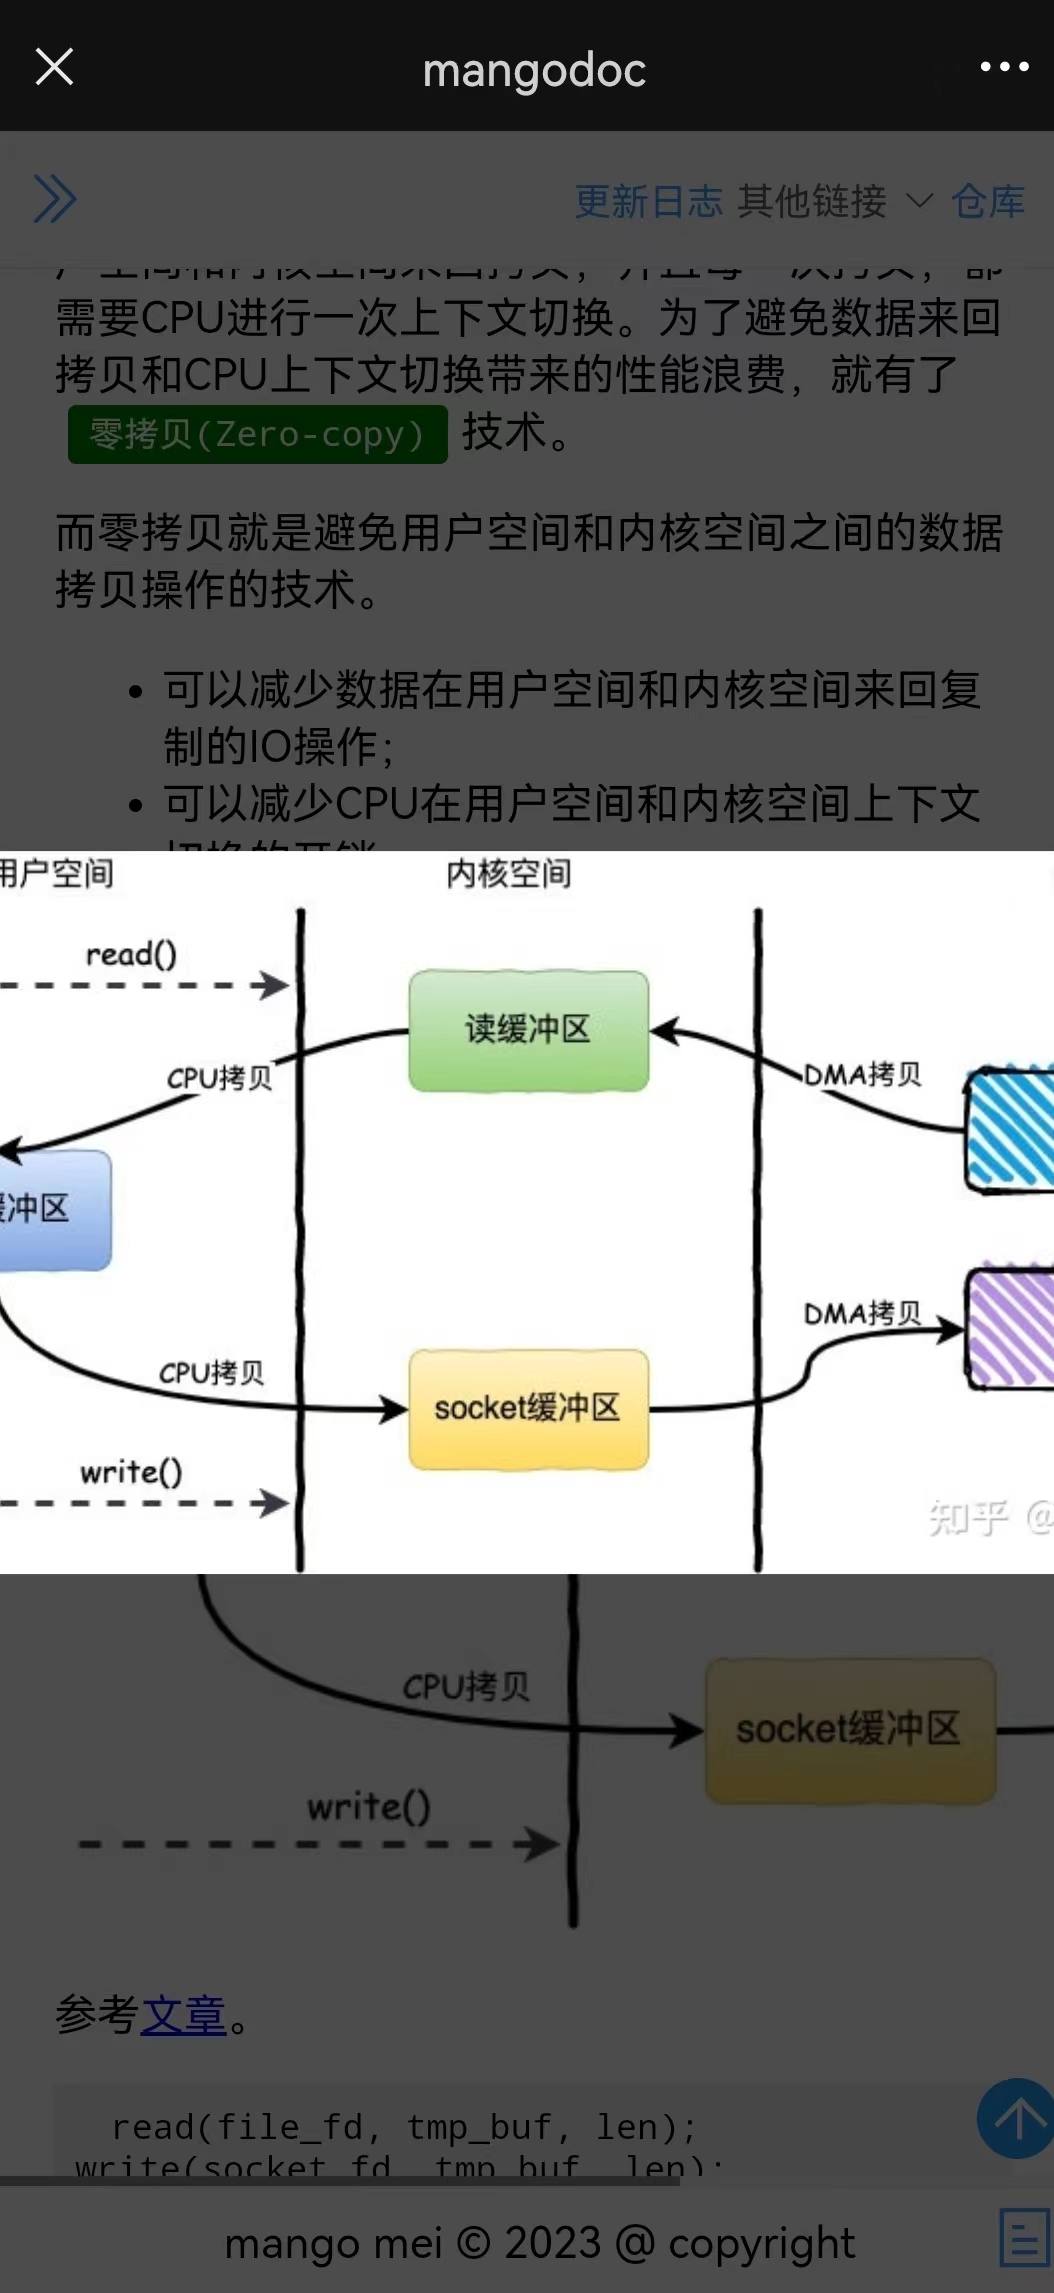 mangodoc
更新日志 其他链接 仓库
需要CPU进行一次上下文切换。为了避免数据来回
拷贝和CPU上下文切换带来的性能浪费，就有了
零拷贝(Zero-copy) 技术。
而零拷贝就是避免用户空间和内核空间之间的数据
拷贝操作的技术。
• 可以减少数据在用户空间和内核空间来回复
制的IO操作；
• 可以减少CPU在用户空间和内核空间上下文
用户空间
内核空间
read()
读缓冲区
CPU拷贝
DMA拷贝
缓冲区
DMA拷贝
CPU拷贝
socket缓冲区
write()
知乎 @
CPU拷贝
socket缓冲区
write()
参考文章。
read(file_fd, tmp_buf, len);
write(socket_fd, tmp_buf, len);
mango mei © 2023 @ copyright